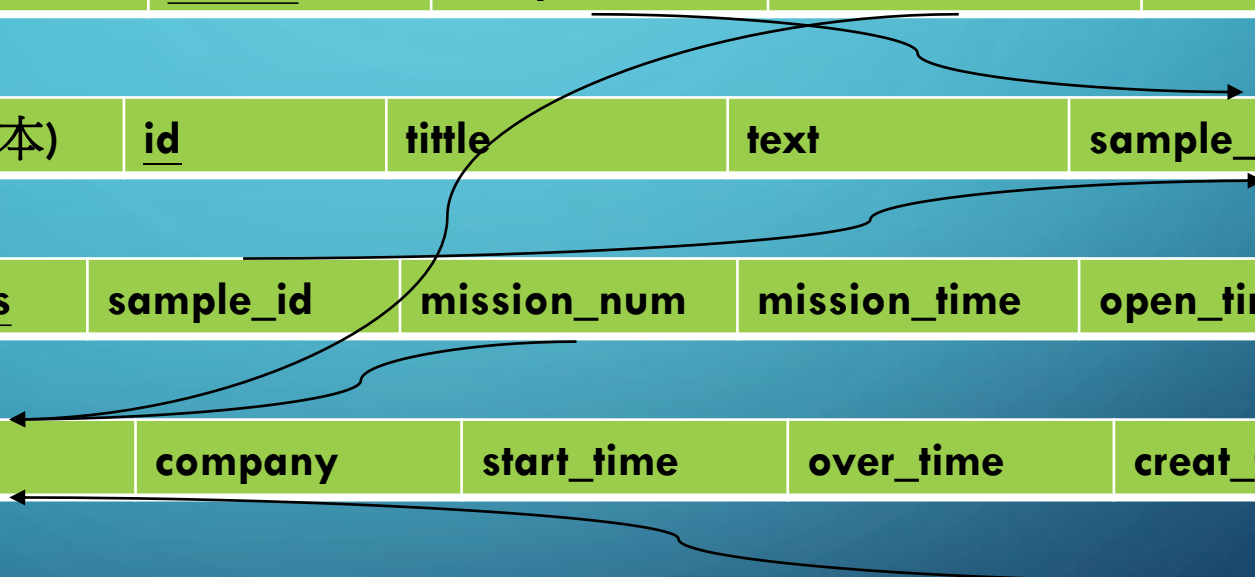 本) id tittle text sample_
s sample_id mission_num mission_time open_ti
company start_time over_time creat_